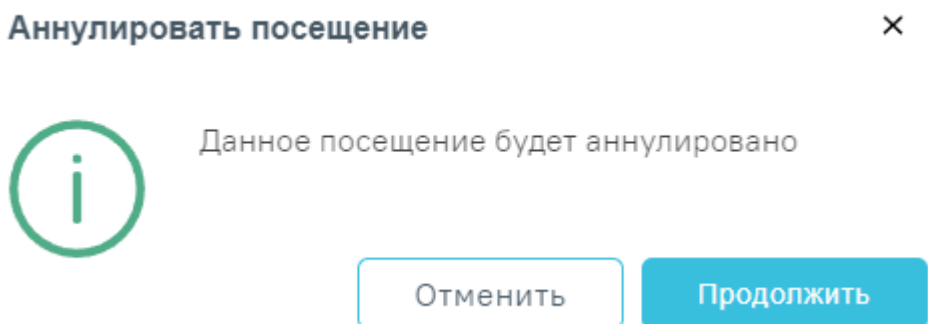 Аннулировать посещение
Данное посещение будет аннулировано
Отменить Продолжить